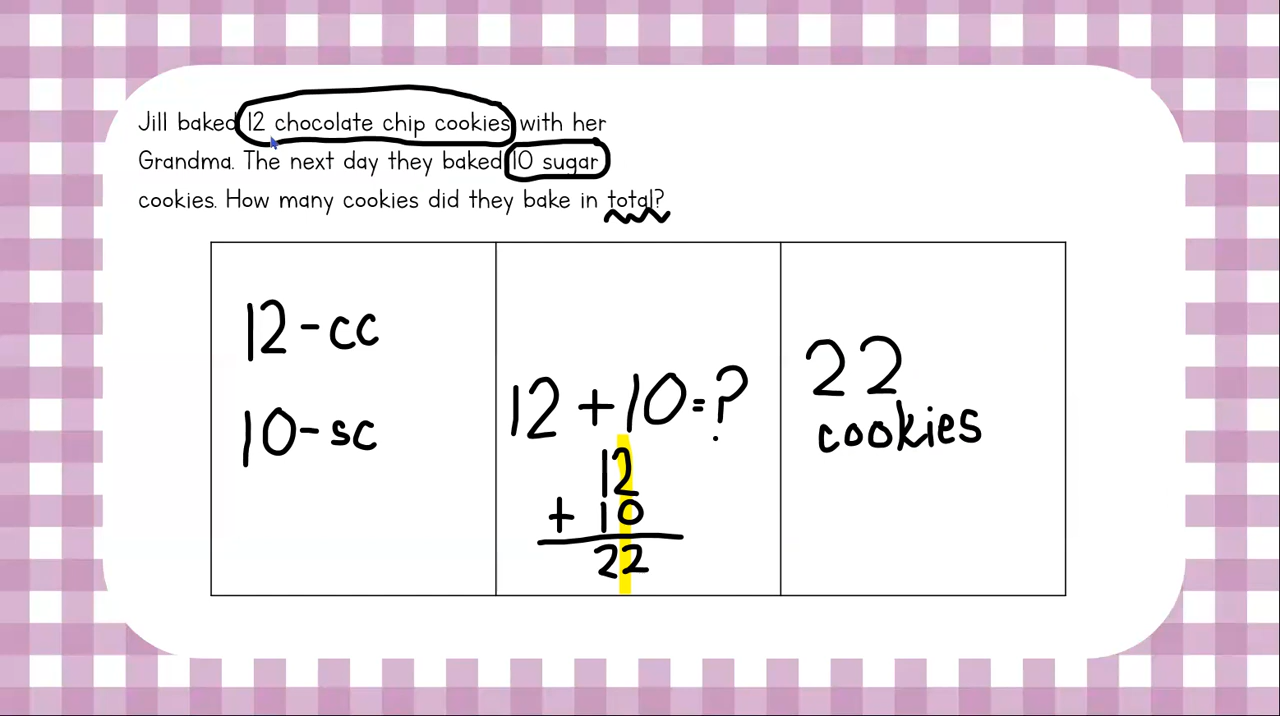 Jill baked 12 chocolate chip cookies with her
Grandma. The next day they baked 10 sugar
cookies. How many cookies did they bake in total?
12-cc
10-sc
12+10=?
12
+ 10
22
22
cookies